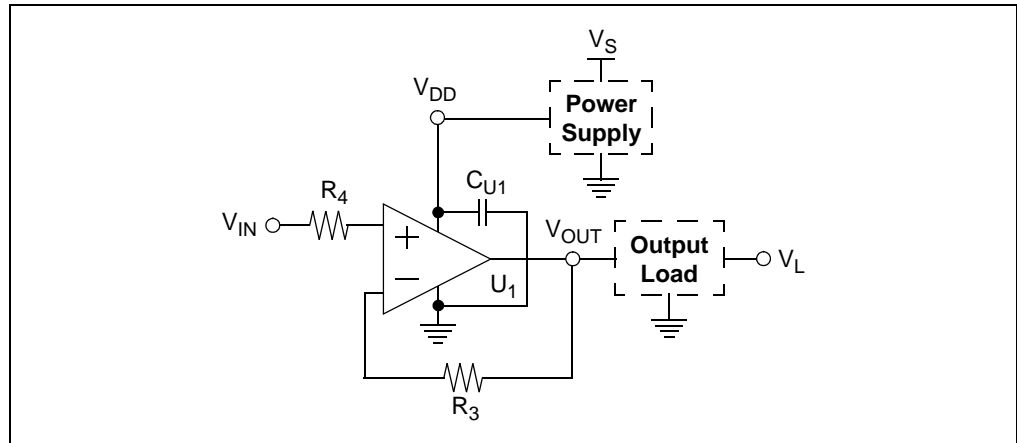 V_S
V_DD
Power
Supply
C_U1
R_4
V_IN
+
−
U_1
V_OUT
Output
Load
V_L
R_3